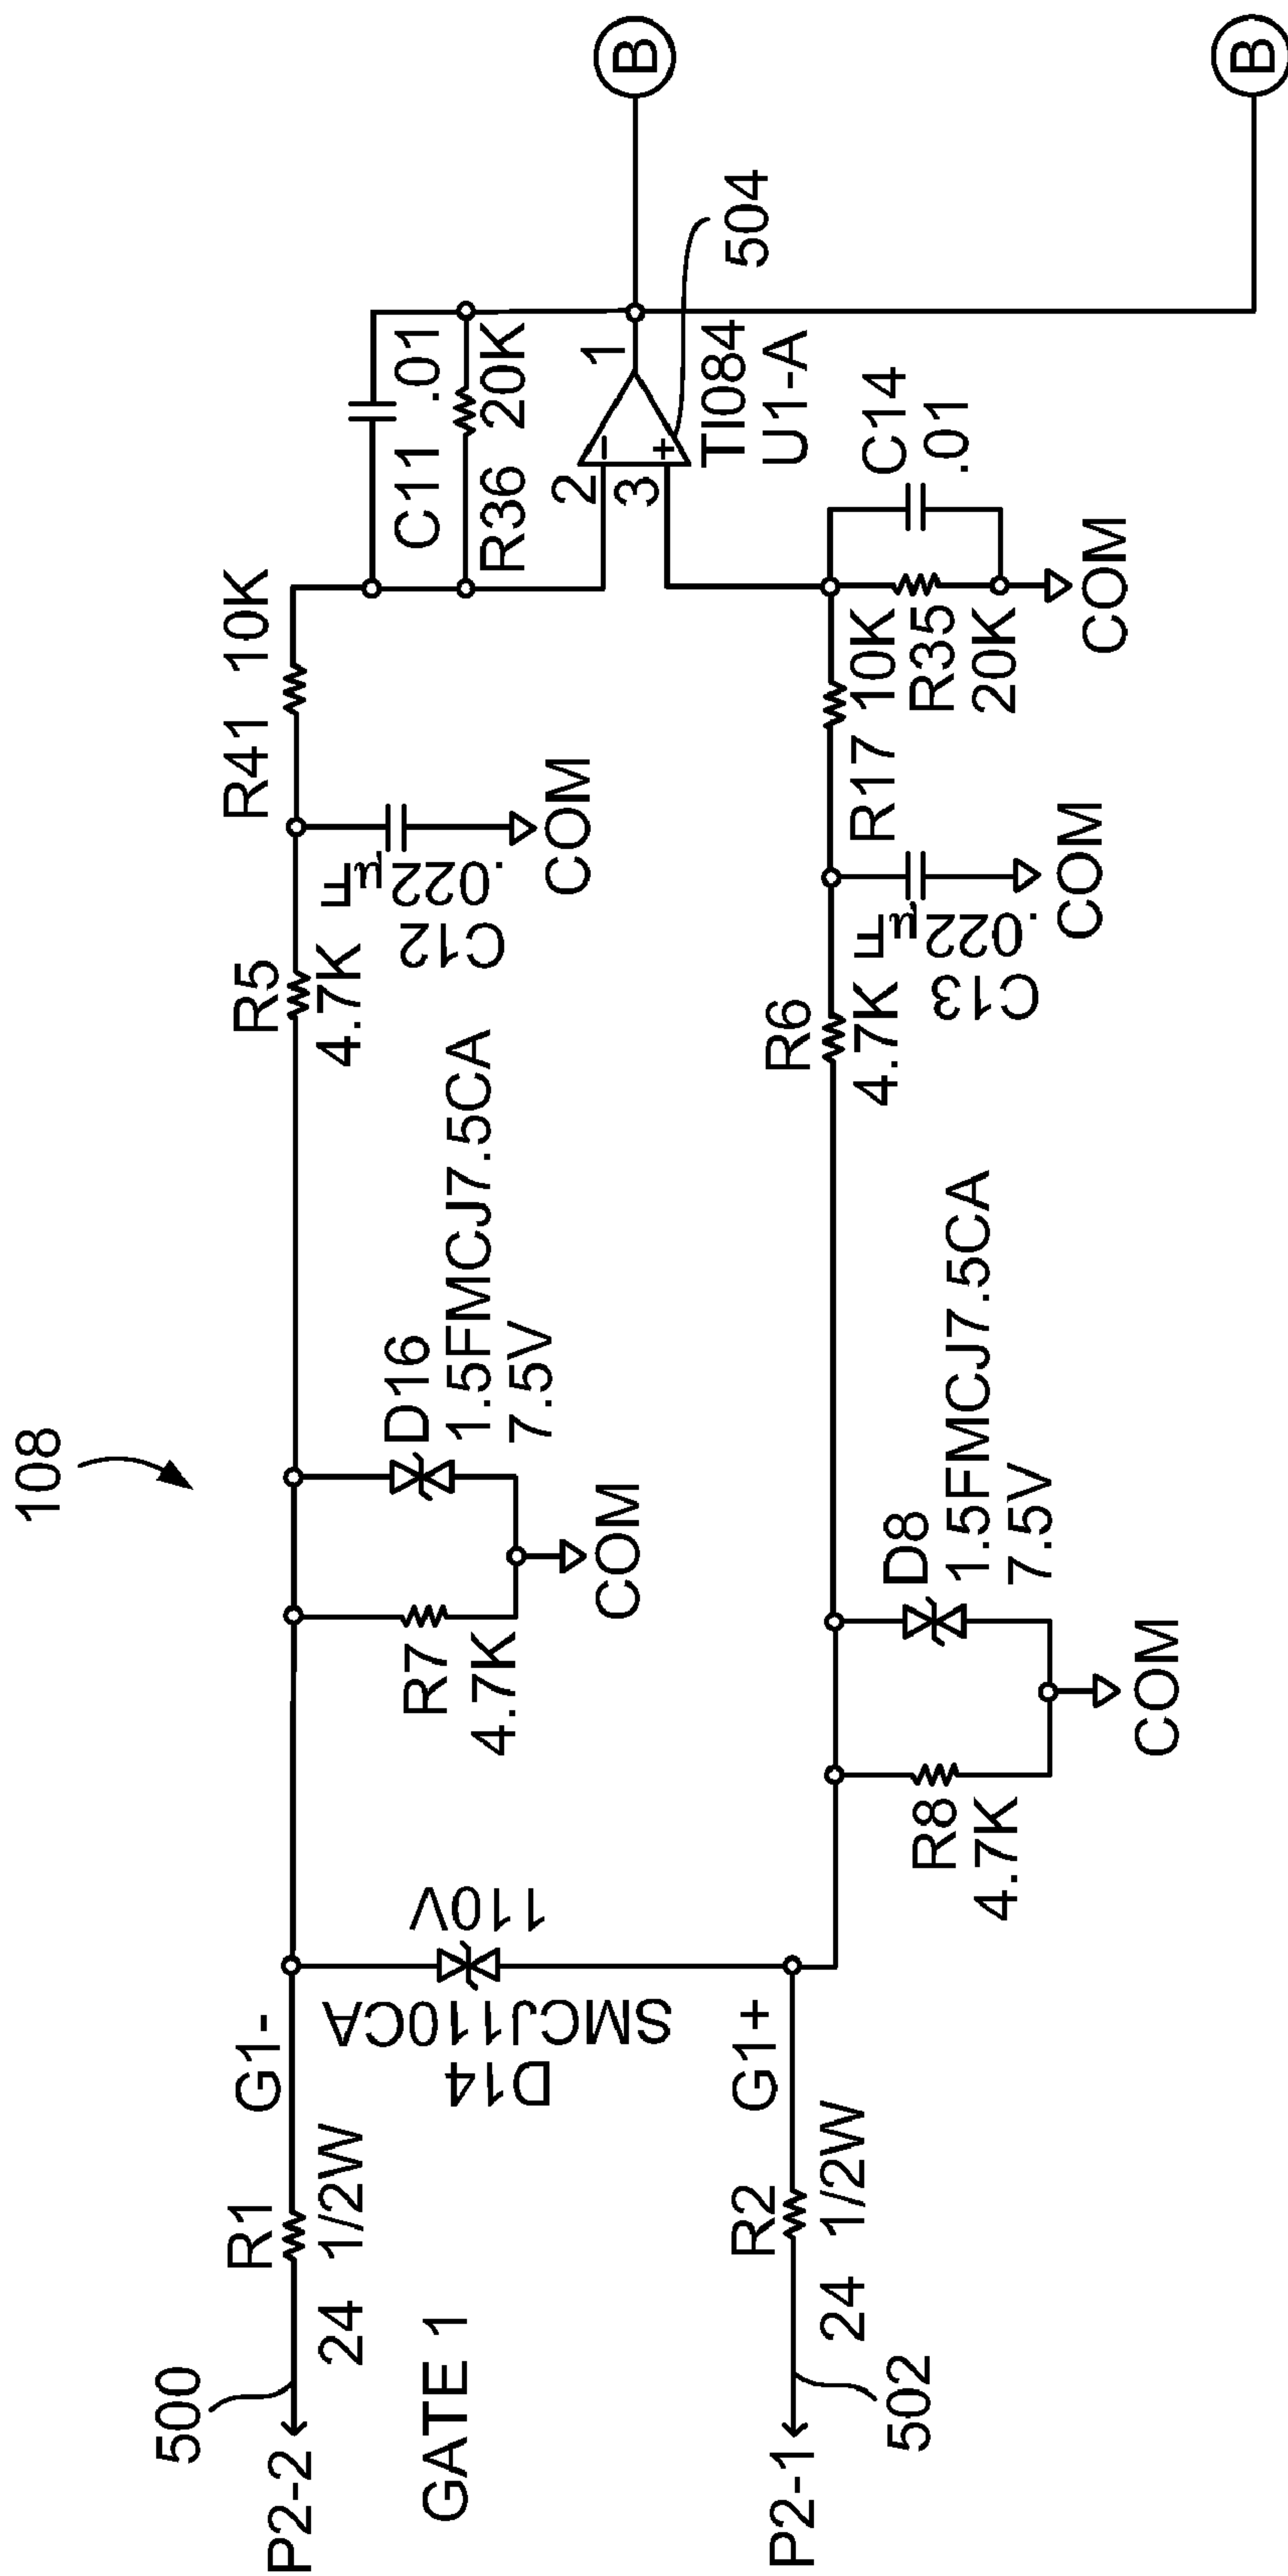 108
500
P2-2
R1
24 1/2W
G1-
GATE 1
D14
SMCJ110CA
110V
R7
4.7K
COM
D16
1.5FMCJ7.5CA
7.5V
R5
4.7K
C12
.022µF
COM
R41 10K
C11 .01
R36 20K
2
3
1
TI084
U1-A
504
B
B
P2-1
502
R2
24 1/2W
G1+
R8
4.7K
COM
D8
1.5FMCJ7.5CA
7.5V
R6
4.7K
C13
.022µF
COM
R17 10K
R35
20K
COM
C14
.01